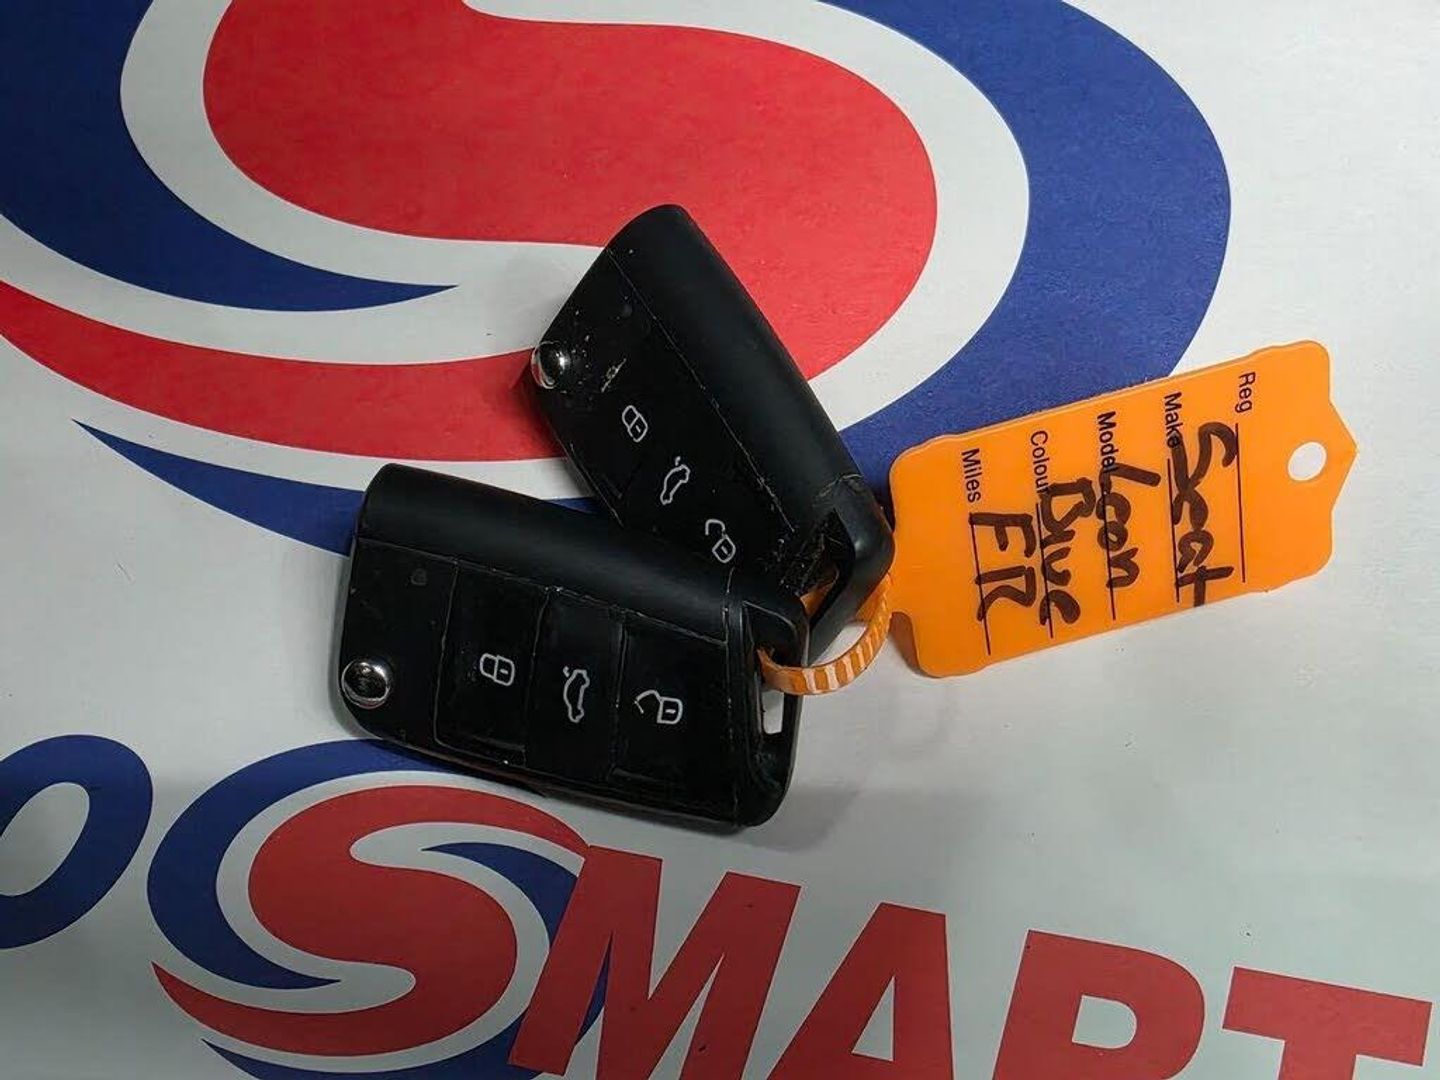 Reg
Make Seat
Model Leon
Colour Blue
Miles FR
O SMART